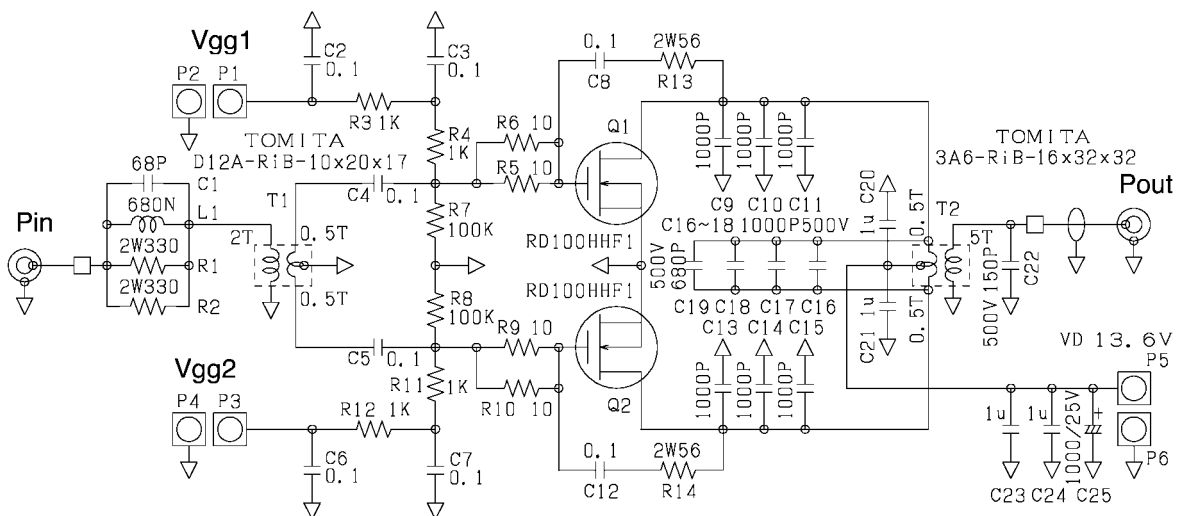 Vgg1
P2 P1
C2
0.1
C3
0.1
R3 1K
R4
1K
0.1
C8
2W56
R13
R6 10
R5 10
Q1
RD100HHF1
1000P
1000P
1000P
C9 C10 C11
TOMITA
D12A-RiB-10x20x17
68P
C1
680N
L1
2W330
R1
2W330
R2
Pin
T1
2T
0.5T
0.5T
C4 0.1
R7
100K
R8
100K
C5 0.1
C16~18 1000P500V
500V
680P
C19 C18 C17 C16
C20
1u
C21 1u
TOMITA
3A6-RiB-16x32x32
0.5T
T2
5T
0.5T
500V 150P
C22
Pout
RD100HHF1
R9 10
R10 10
Q2
C13 C14 C15
1000P
1000P
1000P
Vgg2
P4 P3
R11
1K
R12 1K
C6
0.1
C7
0.1
0.1
C12
2W56
R14
VD 13.6V
P5
P6
1u
1u
1000/25V
+
C23 C24 C25